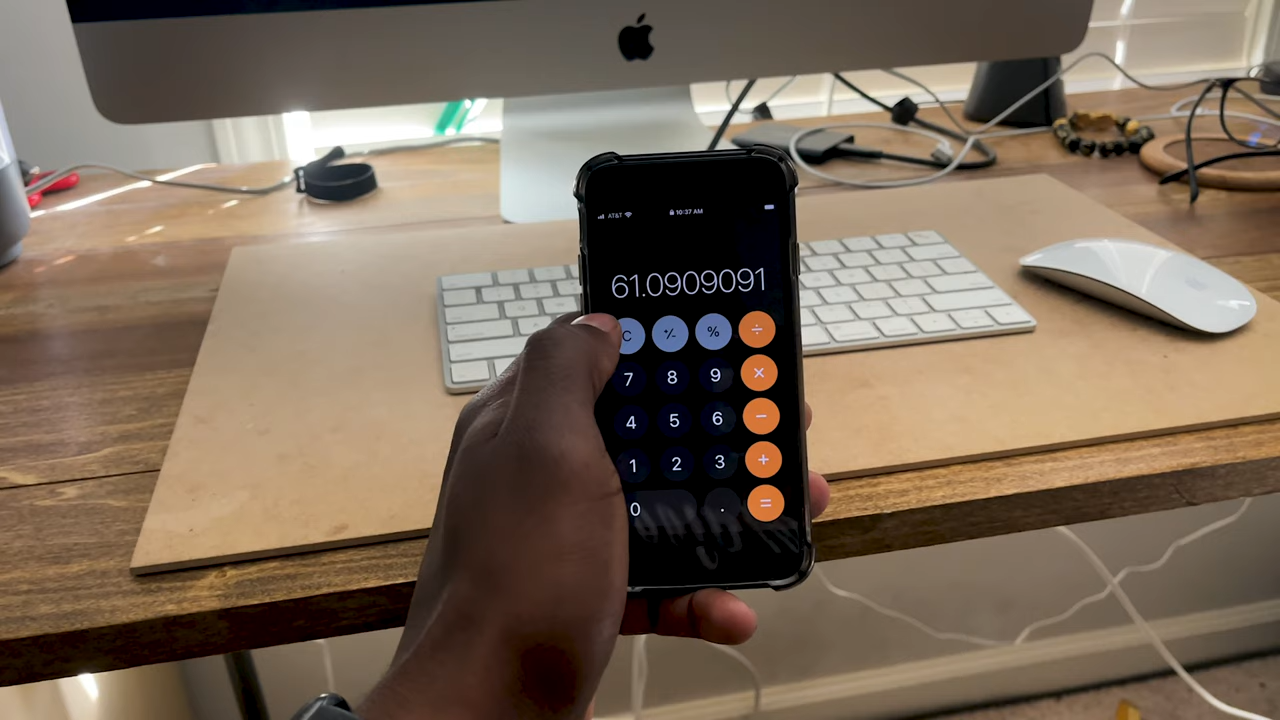 AT&T 10:37 AM
61.0909091
C +/- % ÷
7 8 9 ×
4 5 6 −
1 2 3 +
0 . =